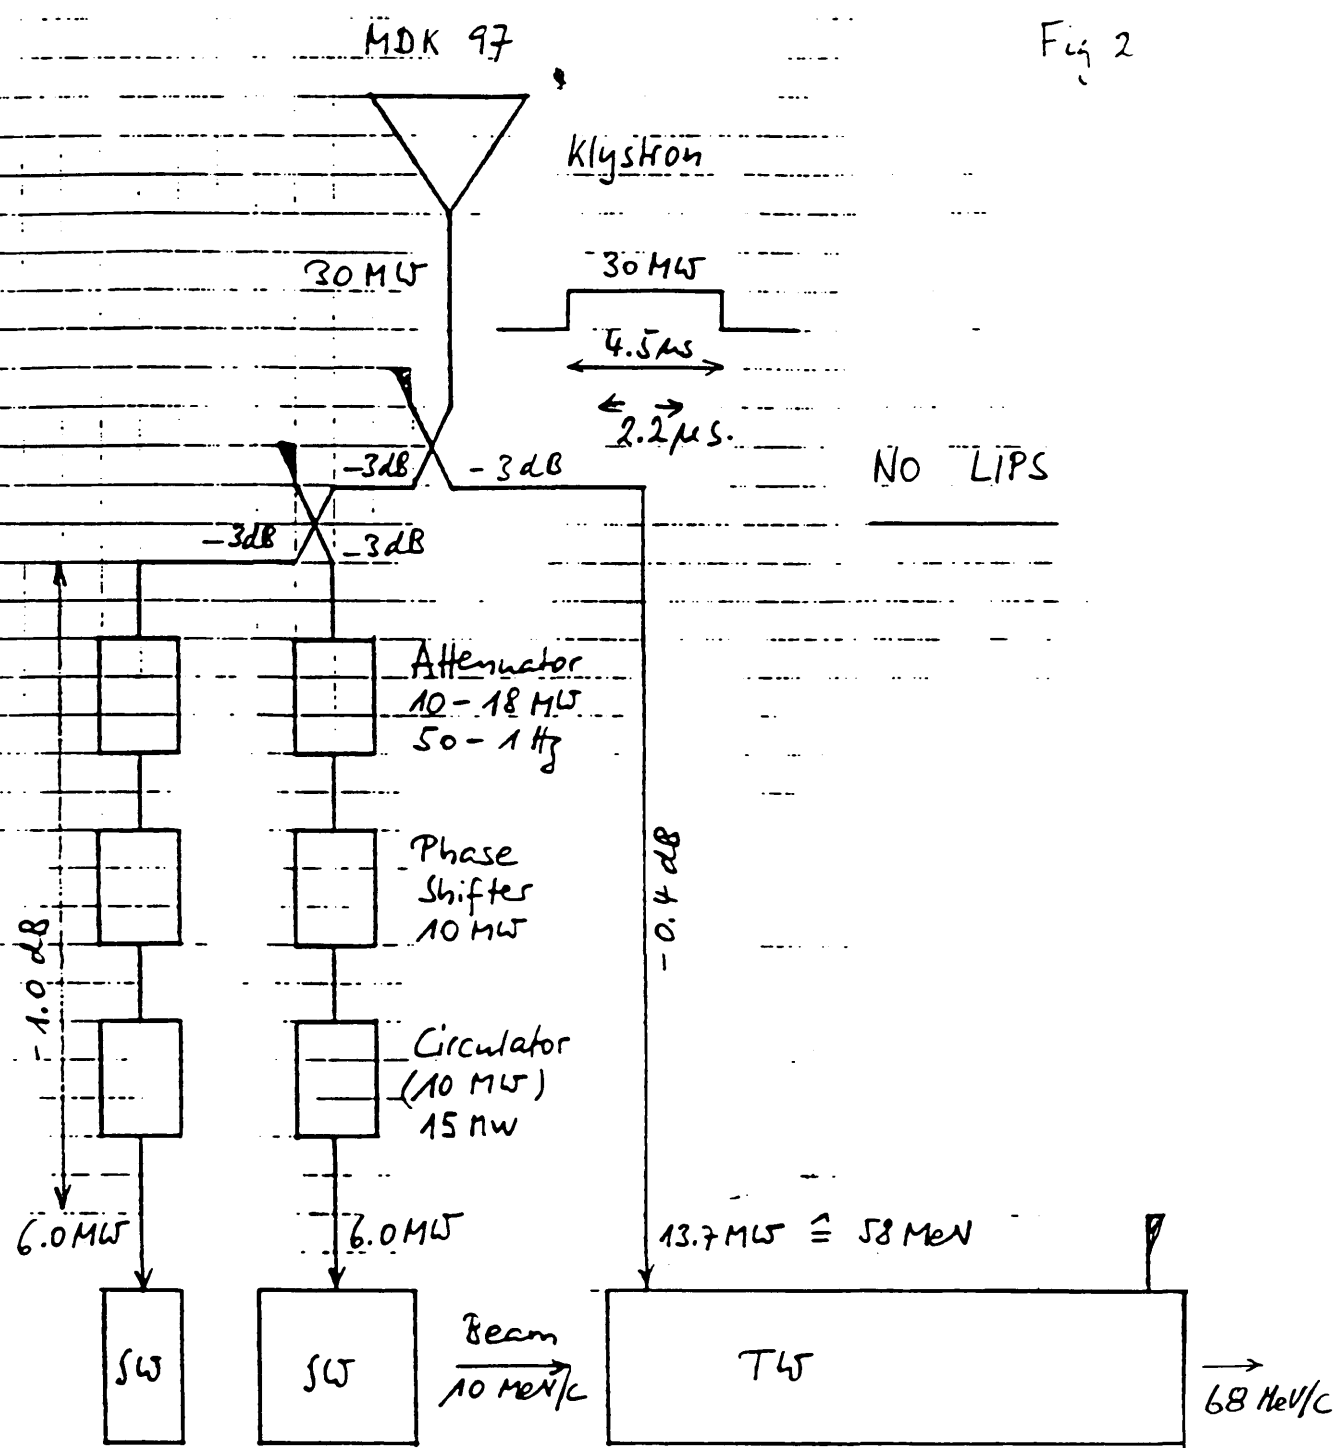 MDK 97
Fig 2
Klystron
30 MW
30 MW
4.5 μs
2.2 μs.
-3dB
-3dB
NO LIPS
-3dB
-3dB
Attenuator
10-18 MW
50-1 Hz
Phase
Shifter
10 MW
-0.4 dB
-1.0 dB
Circulator
(10 MW)
15 MW
6.0 MW
6.0 MW
13.7 MW ≙ 58 MeV
SW
SW
Beam
10 MeV/c
TW
68 MeV/c